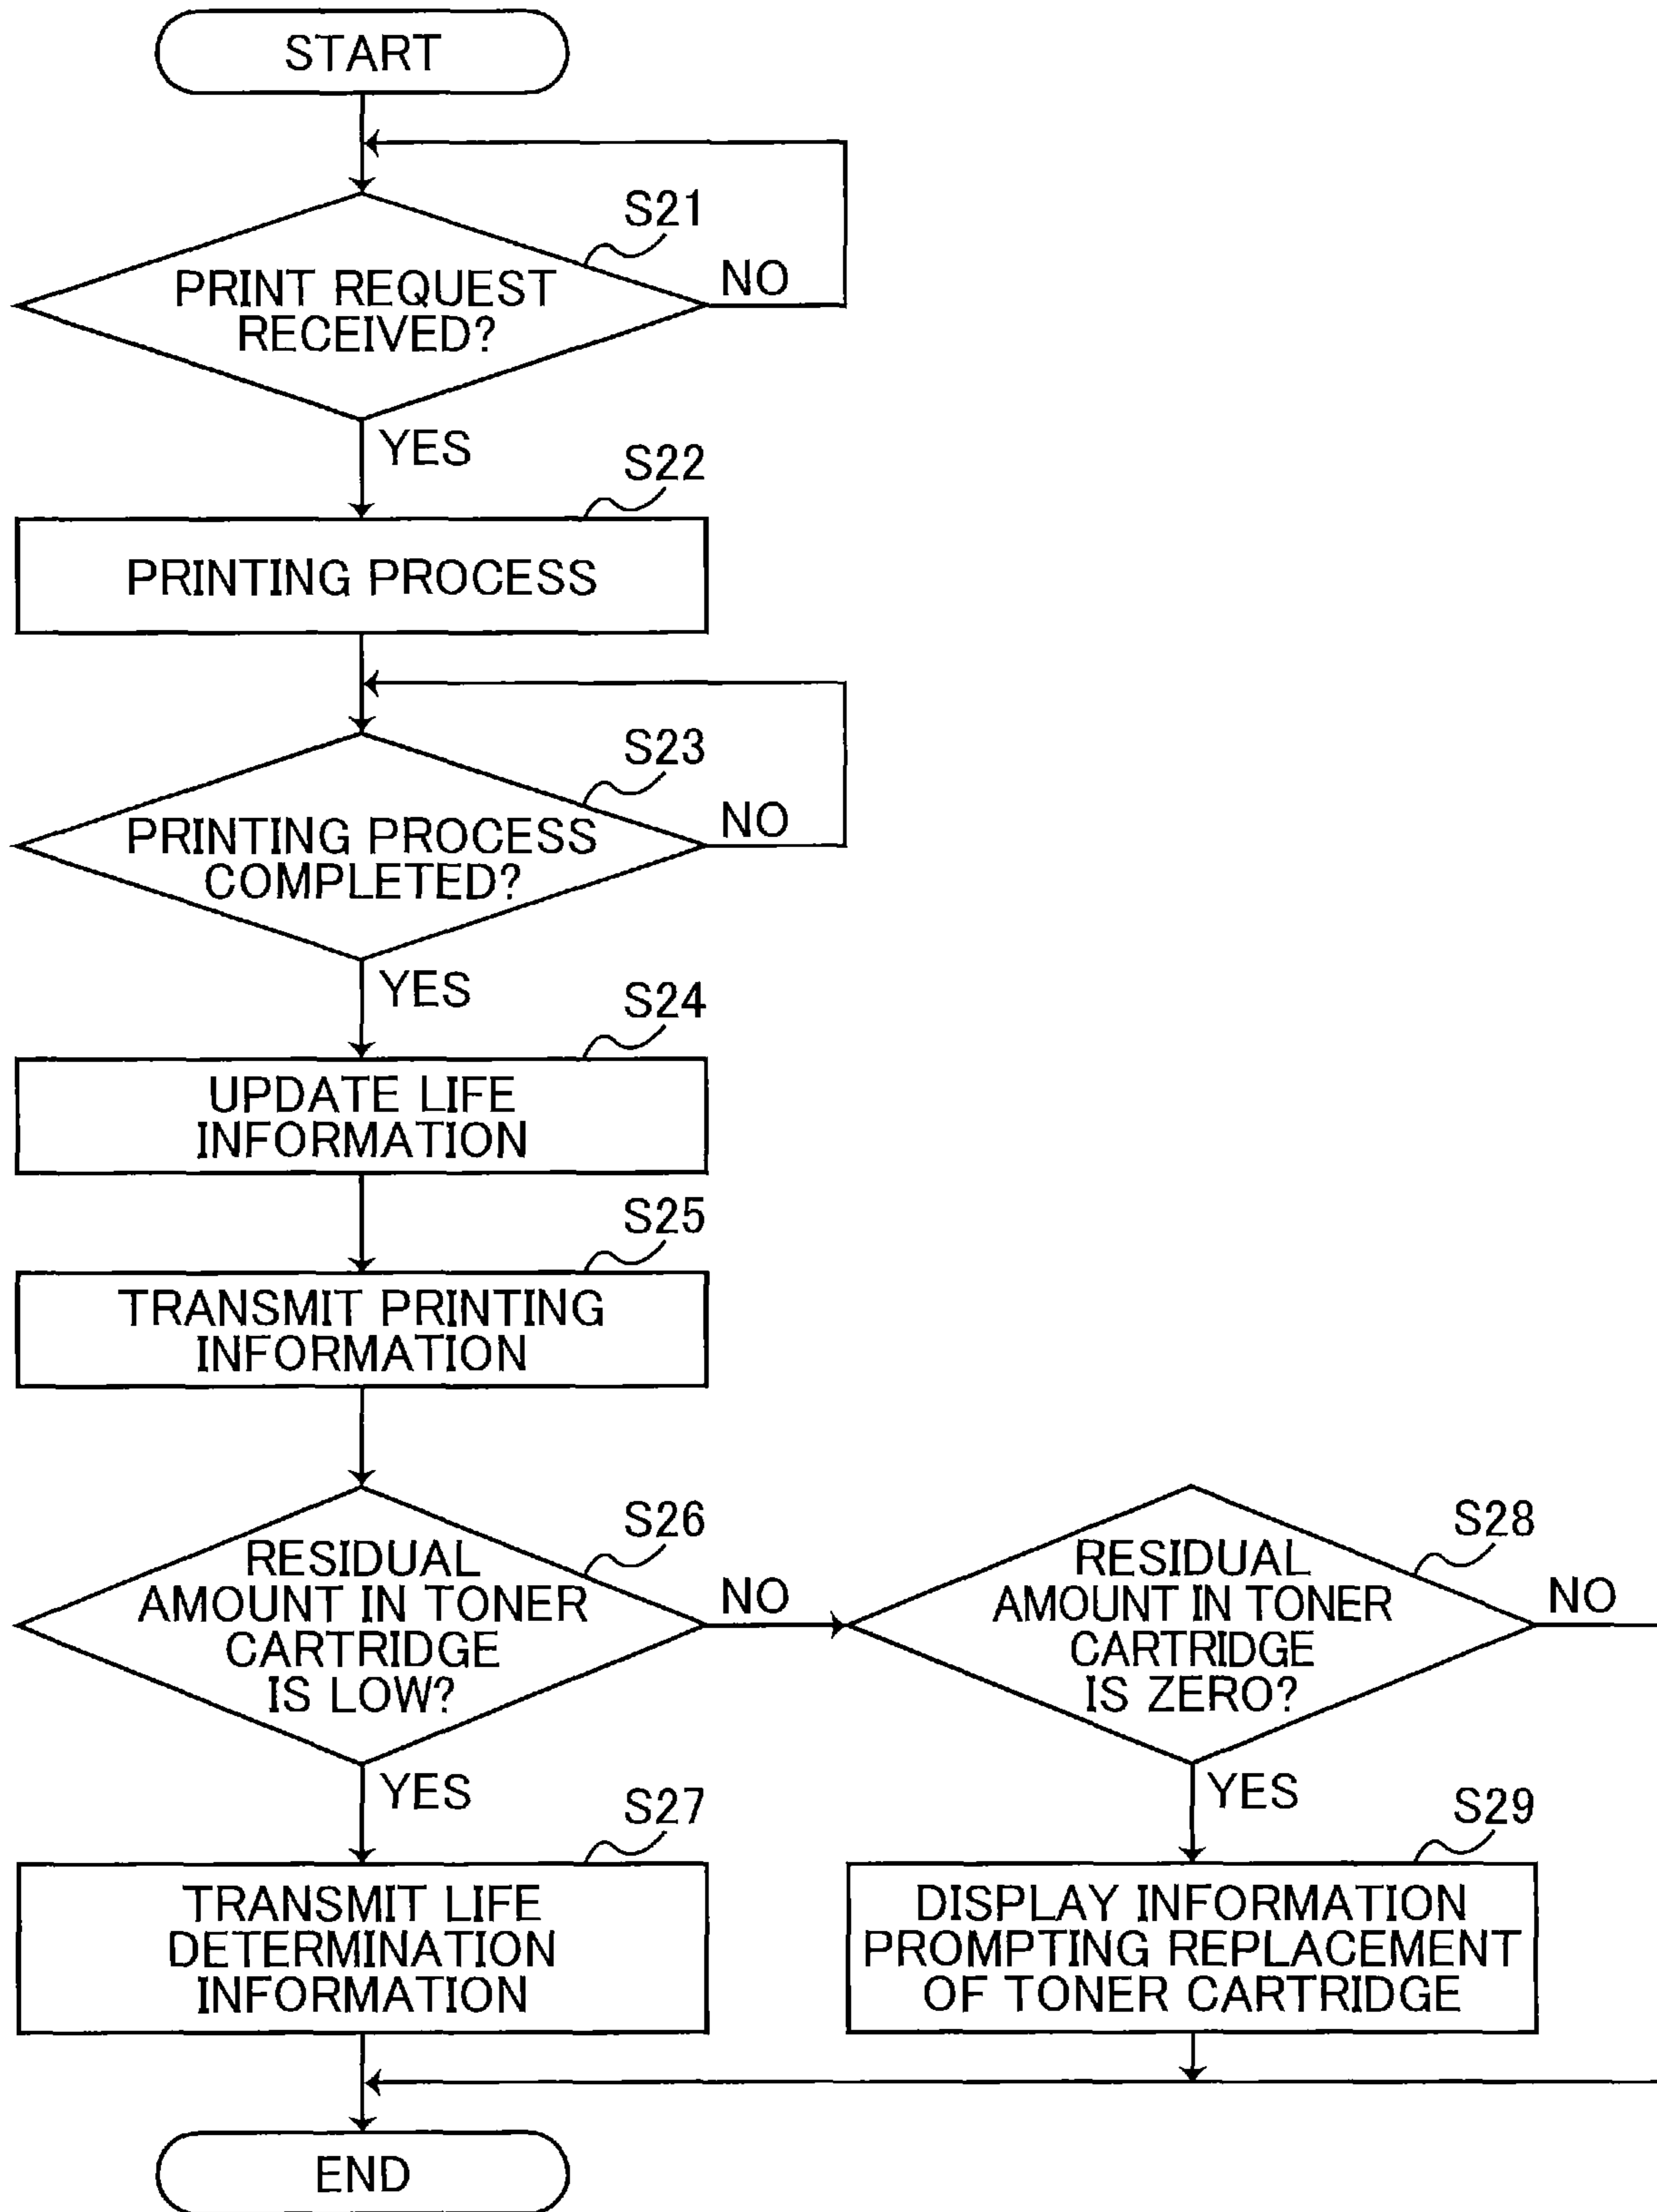 START
S21
PRINT REQUEST
RECEIVED?
NO
YES
S22
PRINTING PROCESS
S23
PRINTING PROCESS
COMPLETED?
NO
YES
S24
UPDATE LIFE
INFORMATION
S25
TRANSMIT PRINTING
INFORMATION
S26
RESIDUAL
AMOUNT IN TONER
CARTRIDGE
IS LOW?
NO
YES
S28
RESIDUAL
AMOUNT IN TONER
CARTRIDGE
IS ZERO?
NO
YES
S27
TRANSMIT LIFE
DETERMINATION
INFORMATION
S29
DISPLAY INFORMATION
PROMPTING REPLACEMENT
OF TONER CARTRIDGE
END